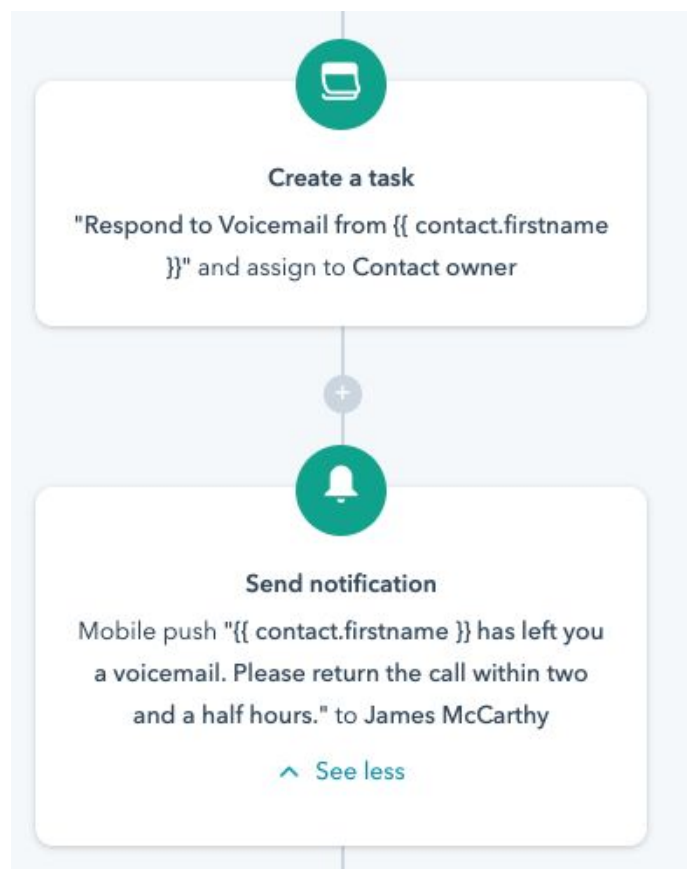 Create a task
"Respond to Voicemail from {{ contact.firstname
}}" and assign to Contact owner
Send notification
Mobile push "{{ contact.firstname }} has left you
a voicemail. Please return the call within two
and a half hours." to James McCarthy
See less